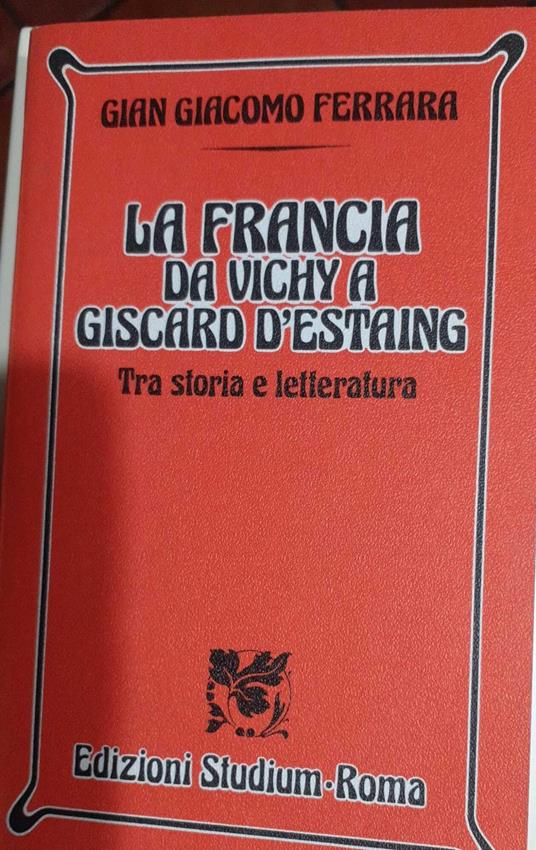 GIAN GIACOMO FERRARA
LA FRANCIA
DA VICHY A
GISCARD D'ESTAING
Tra storia e letteratura
Edizioni Studium·Roma